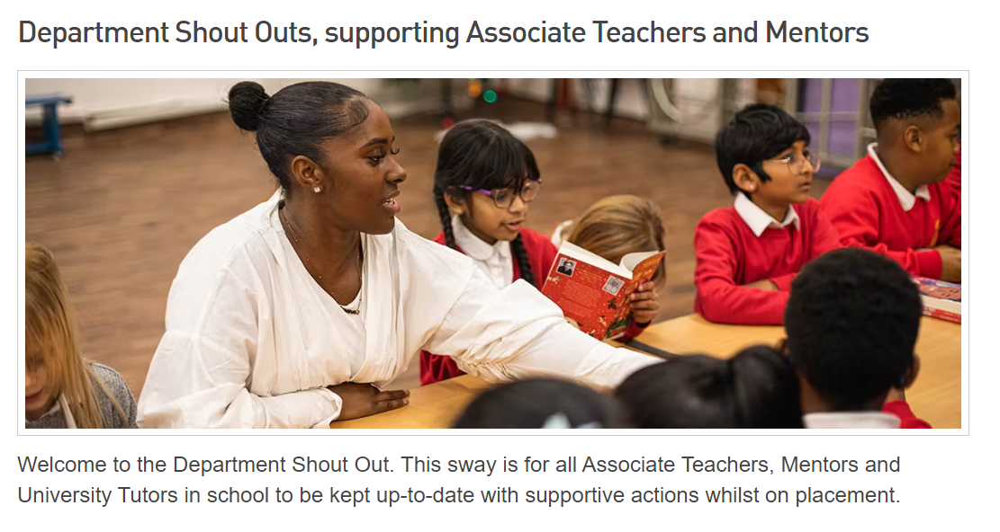 Department Shout Outs, supporting Associate Teachers and Mentors
Welcome to the Department Shout Out. This sway is for all Associate Teachers, Mentors and
University Tutors in school to be kept up-to-date with supportive actions whilst on placement.